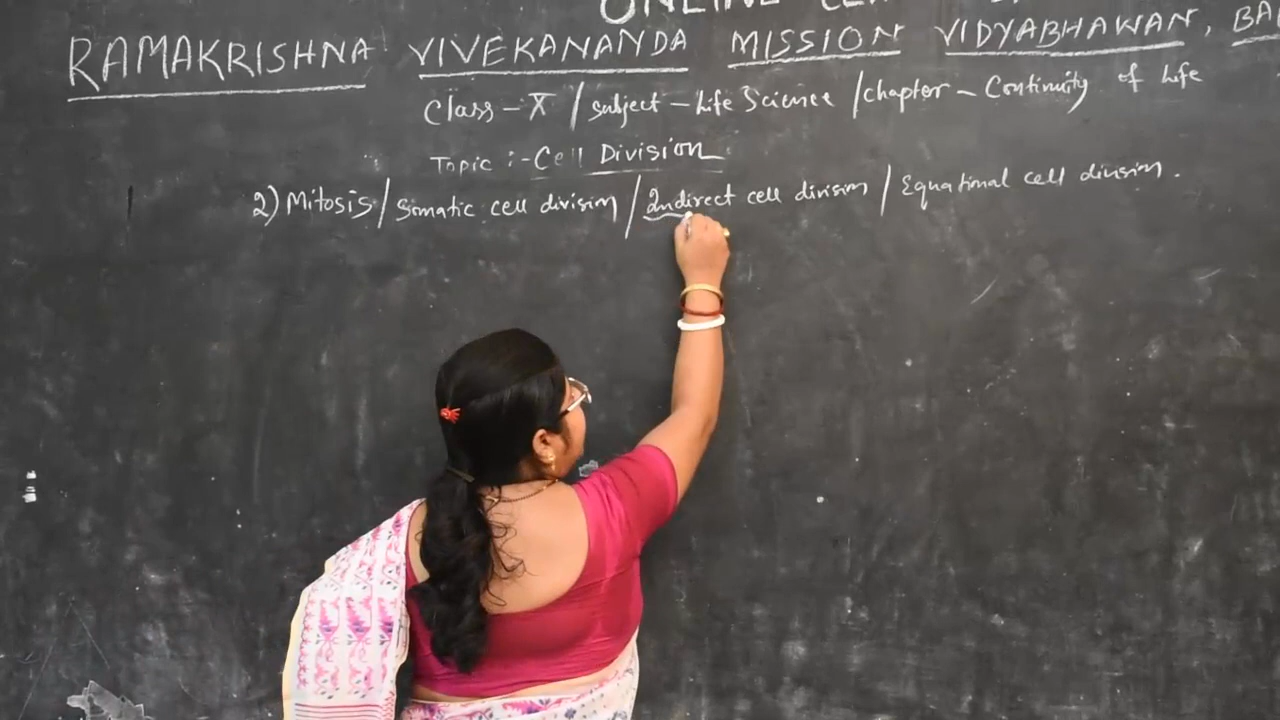 ONLINE
RAMAKRISHNA VIVEKANANDA MISSION VIDYABHAWAN, BA
Class - X / Subject - Life Science / chapter - Continuity of Life
Topic :- Cell Division
2) Mitosis / Somatic cell division / Indirect cell division / Equational cell division.